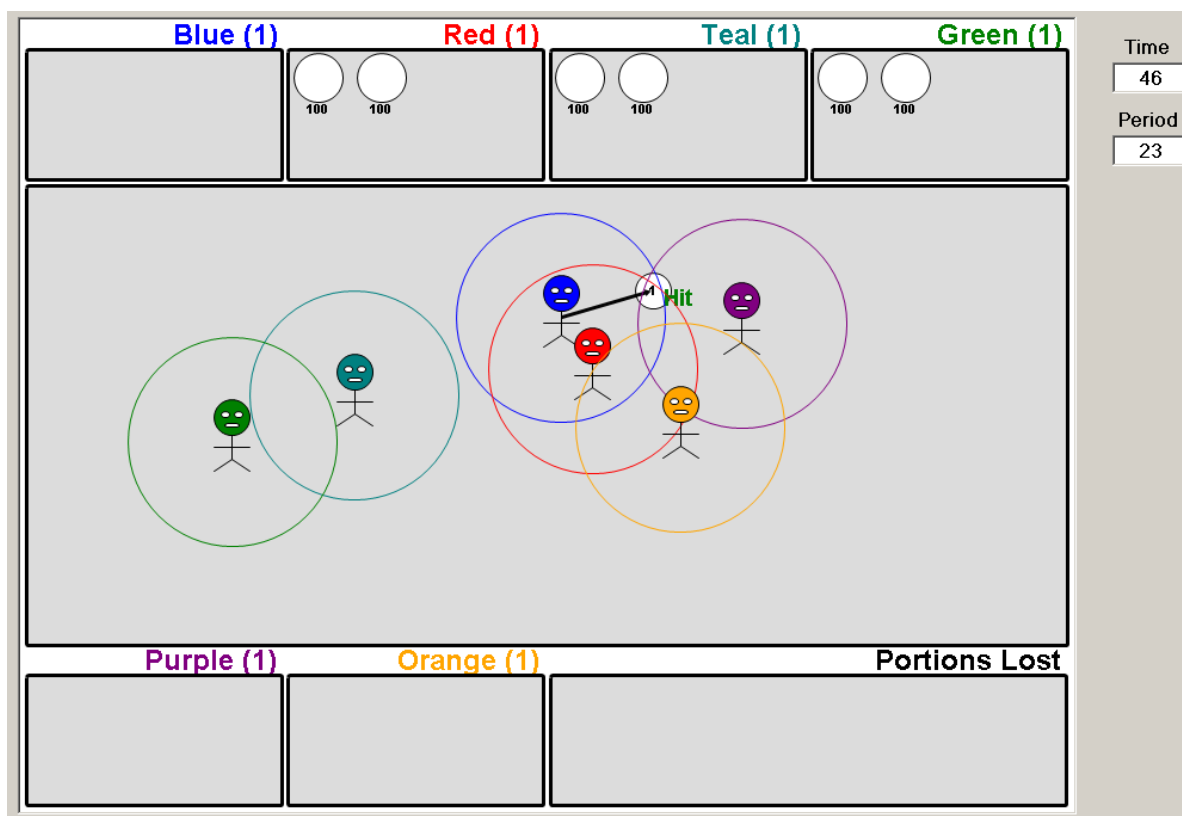 Blue (1)
Red (1)
Teal (1)
Green (1)
Time
46
Period
23
100
100
100
100
100
100
Hit
Purple (1)
Orange (1)
Portions Lost